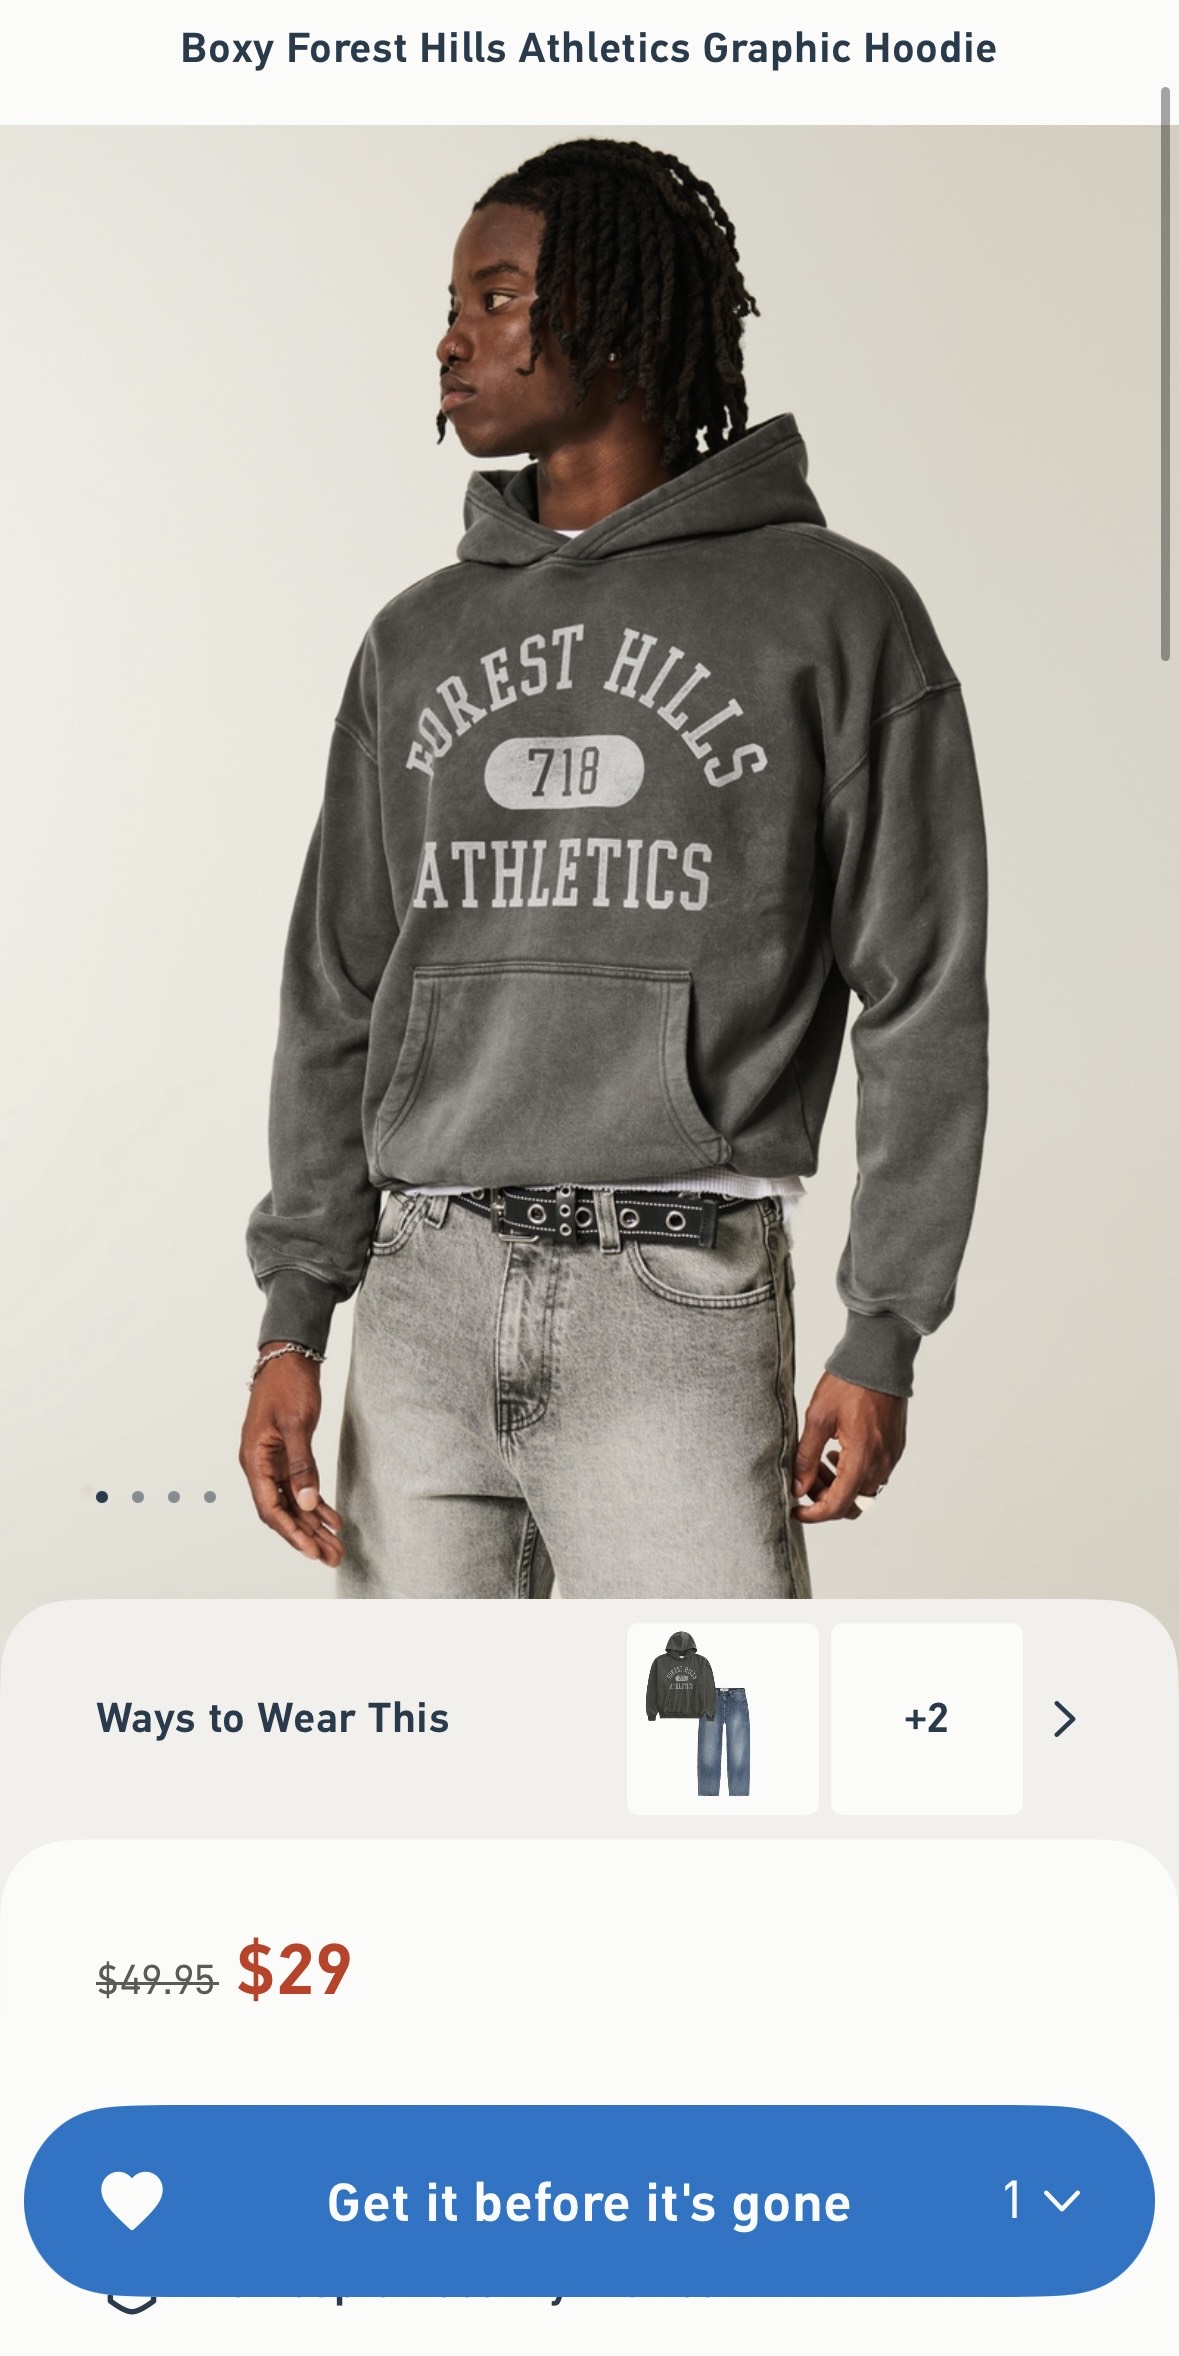 Boxy Forest Hills Athletics Graphic Hoodie
FOREST HILLS
718
ATHLETICS
Ways to Wear This
+2
$49.95 $29
Get it before it's gone
1